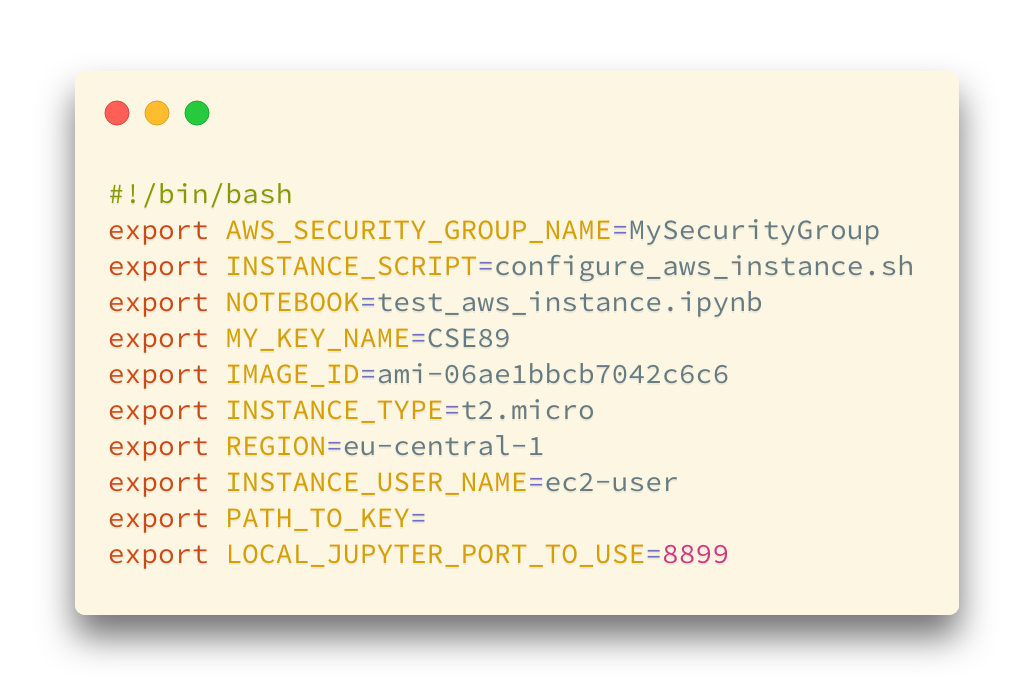 #!/bin/bash
export AWS_SECURITY_GROUP_NAME=MySecurityGroup
export INSTANCE_SCRIPT=configure_aws_instance.sh
export NOTEBOOK=test_aws_instance.ipynb
export MY_KEY_NAME=CSE89
export IMAGE_ID=ami-06ae1bbcb7042c6c6
export INSTANCE_TYPE=t2.micro
export REGION=eu-central-1
export INSTANCE_USER_NAME=ec2-user
export PATH_TO_KEY=
export LOCAL_JUPYTER_PORT_TO_USE=8899